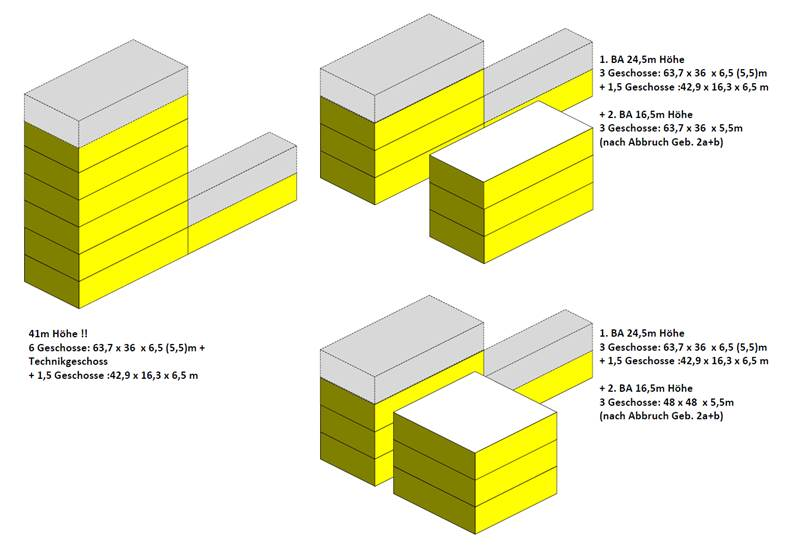 41m Höhe !!
6 Geschosse: 63,7 x 36  x 6,5 (5,5)m +
Technikgeschoss
+ 1,5 Geschosse :42,9 x 16,3 x 6,5 m
1. BA 24,5m Höhe
3 Geschosse: 63,7 x 36  x 6,5 (5,5)m
+ 1,5 Geschosse :42,9 x 16,3 x 6,5 m
+ 2. BA 16,5m Höhe
3 Geschosse: 63,7 x 36  x 5,5m
(nach Abbruch Geb. 2a+b)
1. BA 24,5m Höhe
3 Geschosse: 63,7 x 36  x 6,5 (5,5)m
+ 1,5 Geschosse :42,9 x 16,3 x 6,5 m
+ 2. BA 16,5m Höhe
3 Geschosse: 48 x 48  x 5,5m
(nach Abbruch Geb. 2a+b)